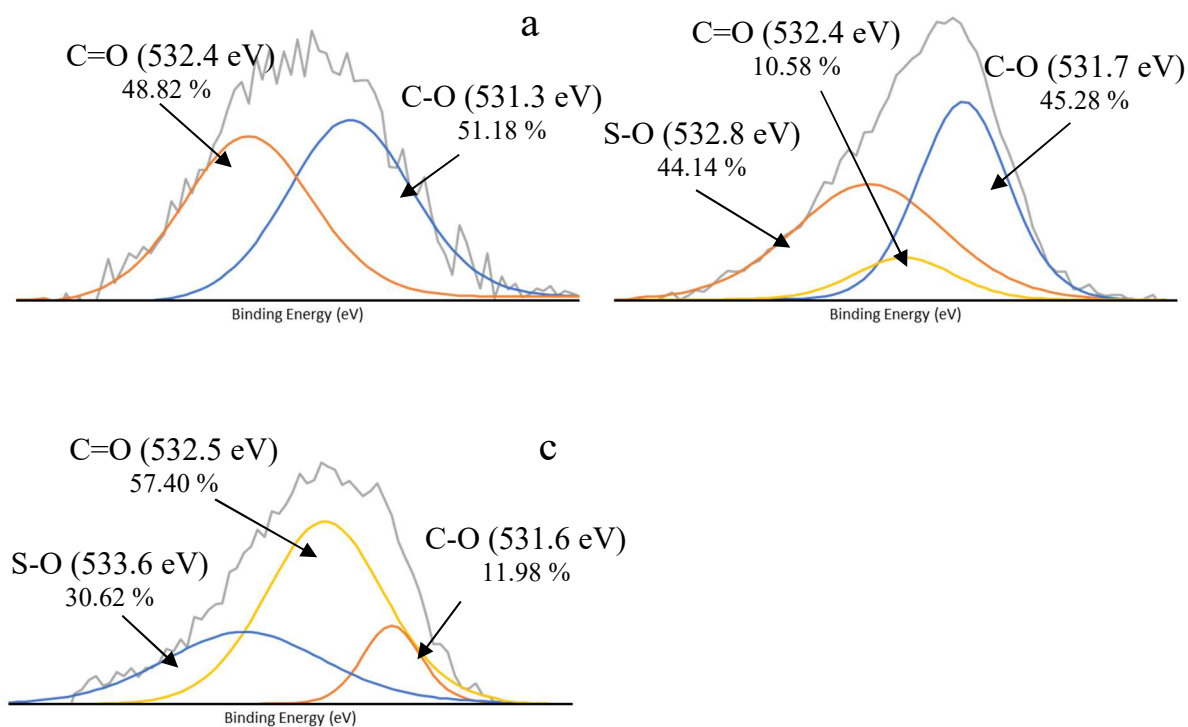 a
C=O (532.4 eV)
48.82 %
C-O (531.3 eV)
51.18 %
Binding Energy (eV)
C=O (532.4 eV)
10.58 %
C-O (531.7 eV)
45.28 %
S-O (532.8 eV)
44.14 %
Binding Energy (eV)
c
C=O (532.5 eV)
57.40 %
C-O (531.6 eV)
11.98 %
S-O (533.6 eV)
30.62 %
Binding Energy (eV)